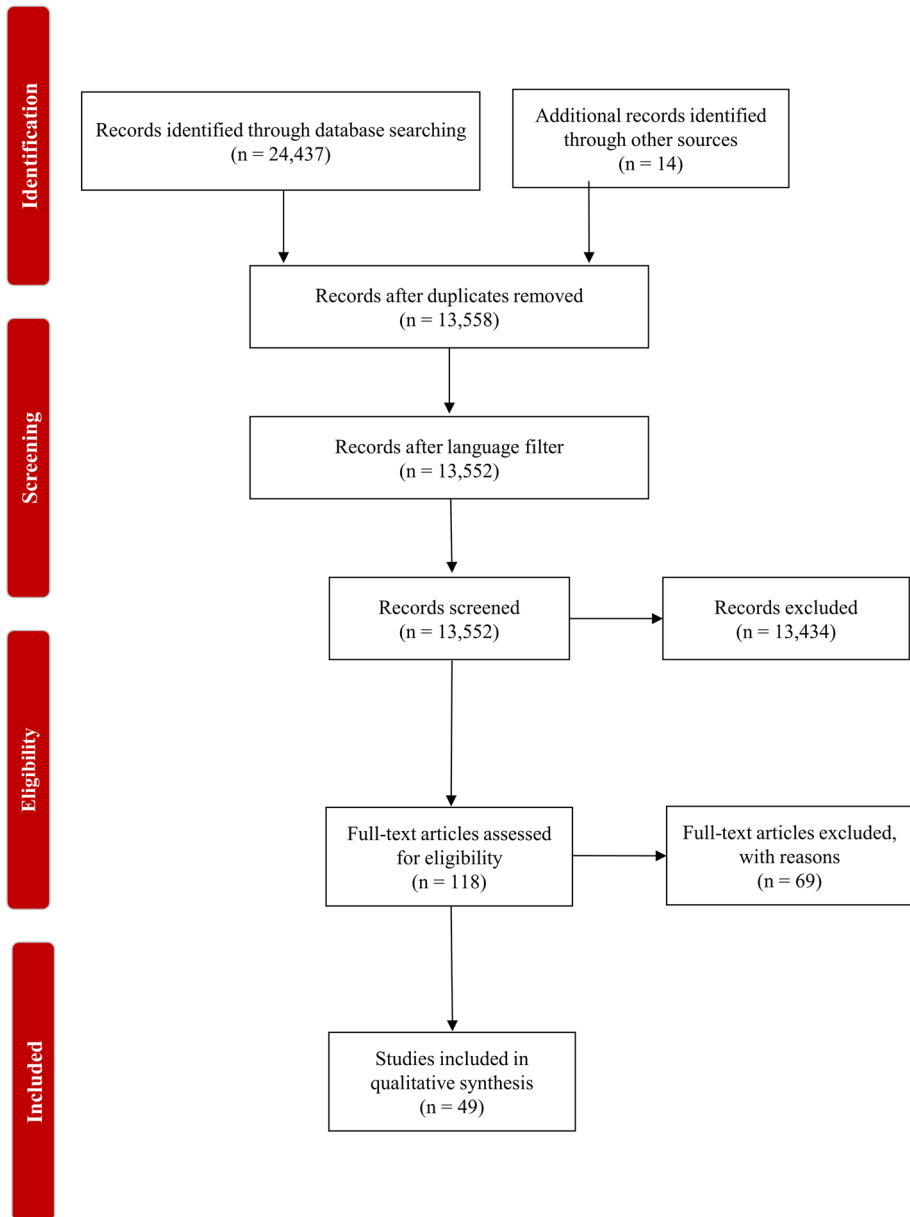 Identification
Records identified through database searching
(n = 24,437)
Additional records identified
through other sources
(n = 14)
Records after duplicates removed
(n = 13,558)
Screening
Records after language filter
(n = 13,552)
Records screened
(n = 13,552)
Records excluded
(n = 13,434)
Eligibility
Full-text articles assessed
for eligibility
(n = 118)
Full-text articles excluded,
with reasons
(n = 69)
Included
Studies included in
qualitative synthesis
(n = 49)